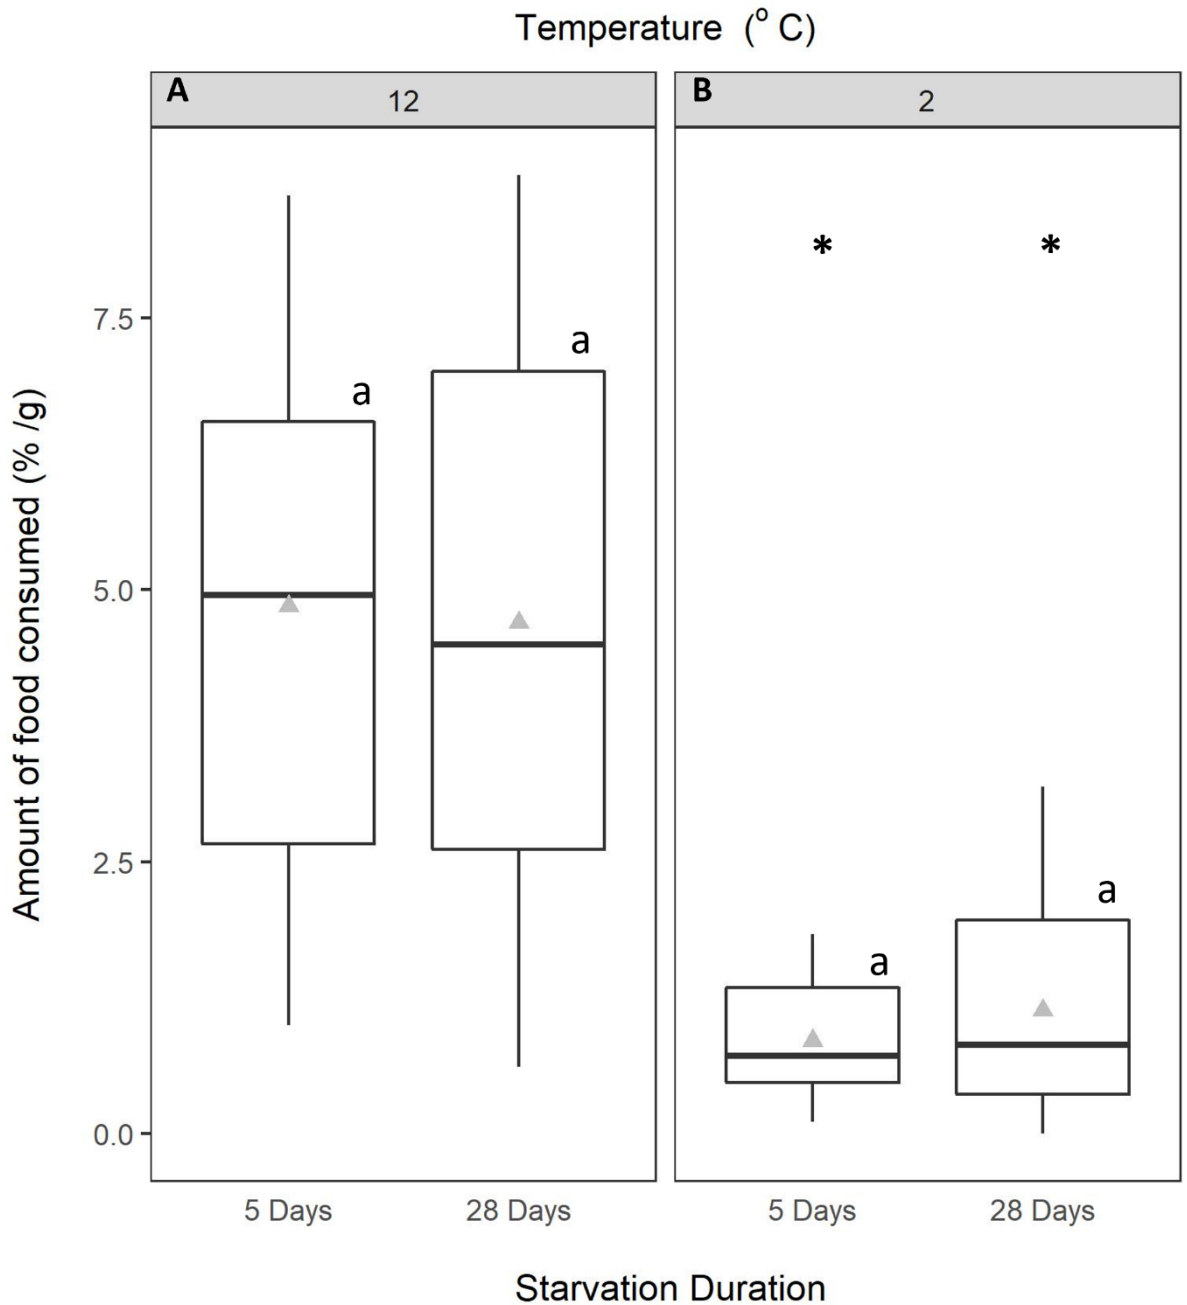 Temperature (° C)
A 12
B 2
* *
7.5
a
a
5.0
2.5
a
a
0.0
5 Days 28 Days 5 Days 28 Days
Starvation Duration
Amount of food consumed (% /g)